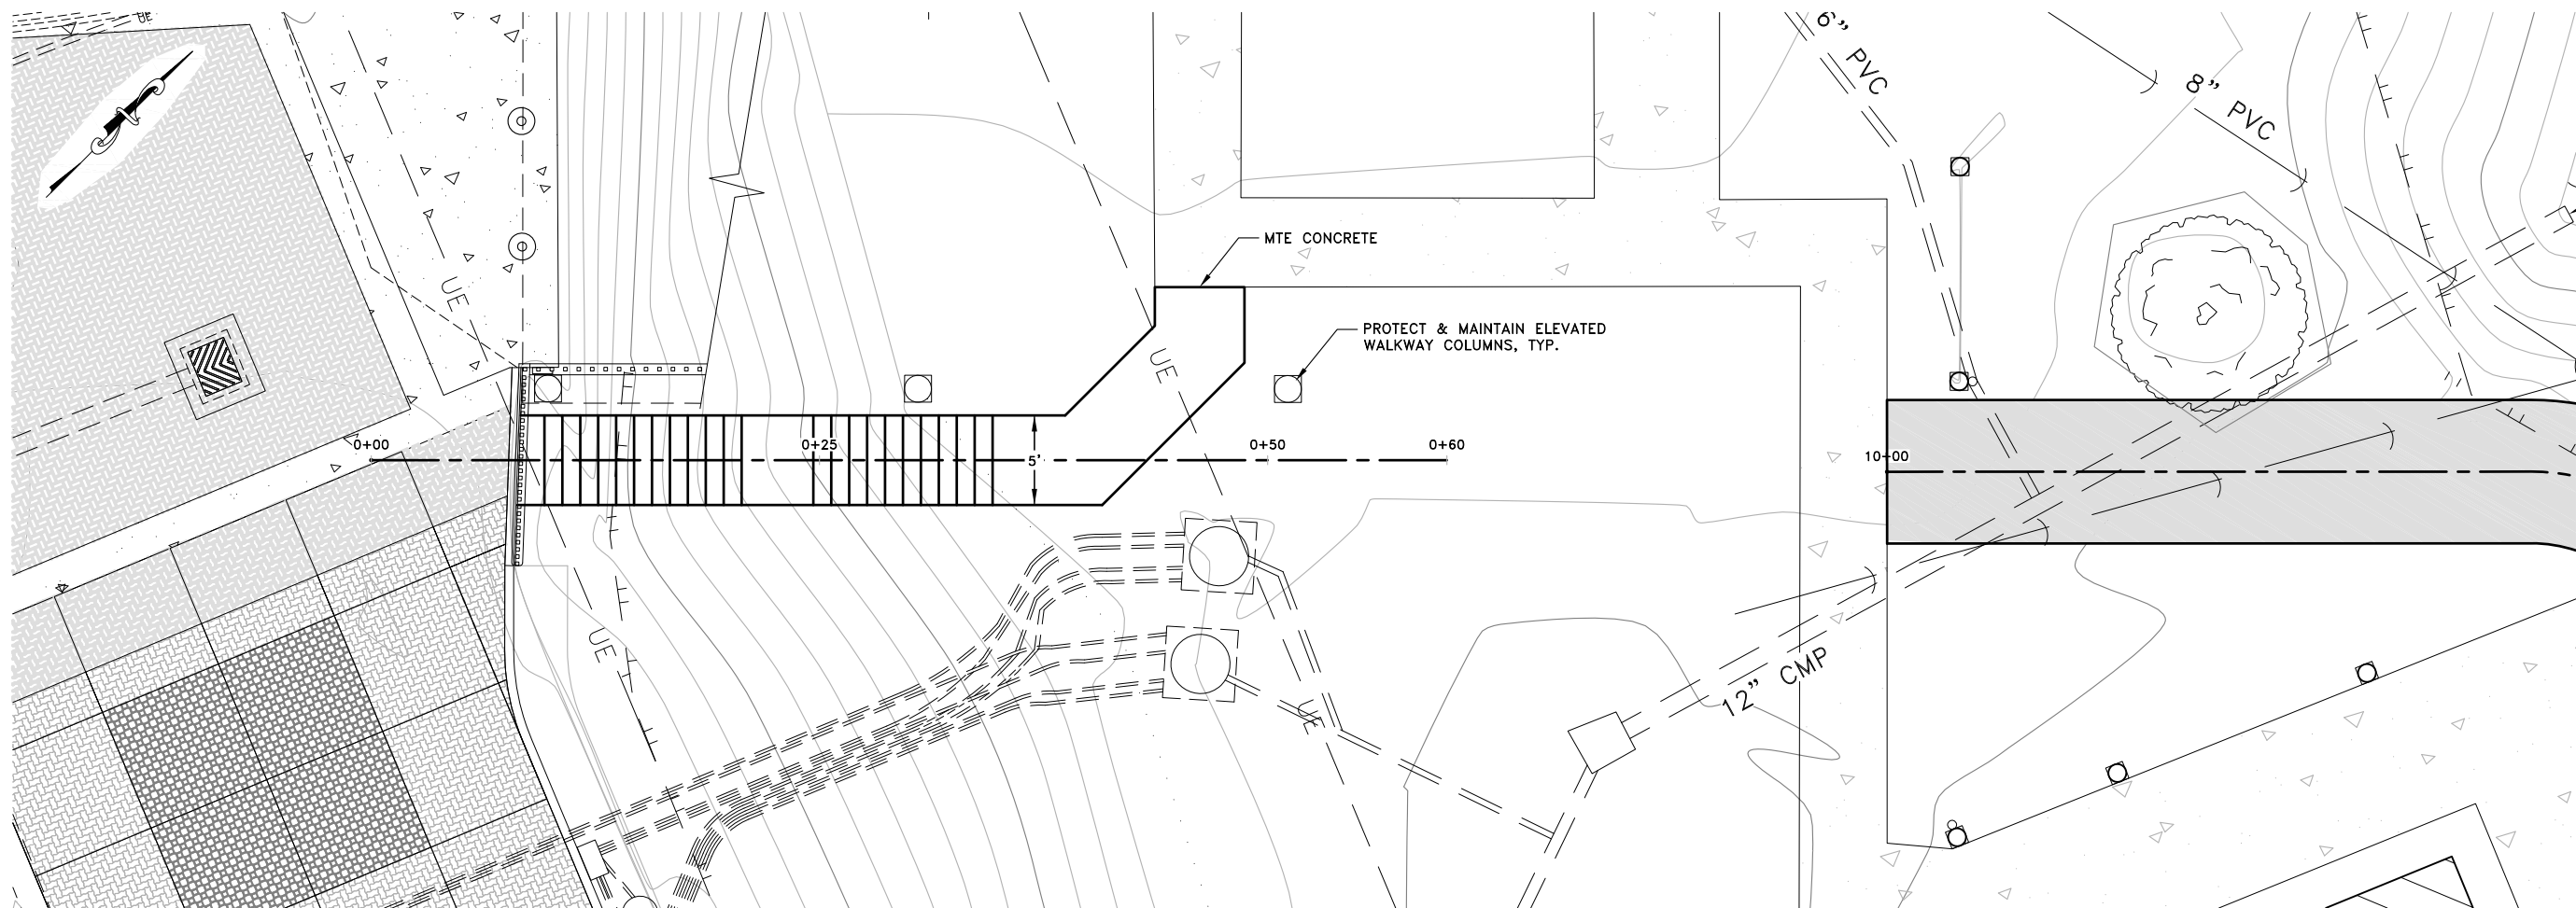 UE
6” PVC
8” PVC
MTE CONCRETE
UE
PROTECT & MAINTAIN ELEVATED
WALKWAY COLUMNS, TYP.
UE
0+00
0+25
0+50
0+60
5'
10+00
UE
12” CMP
UE